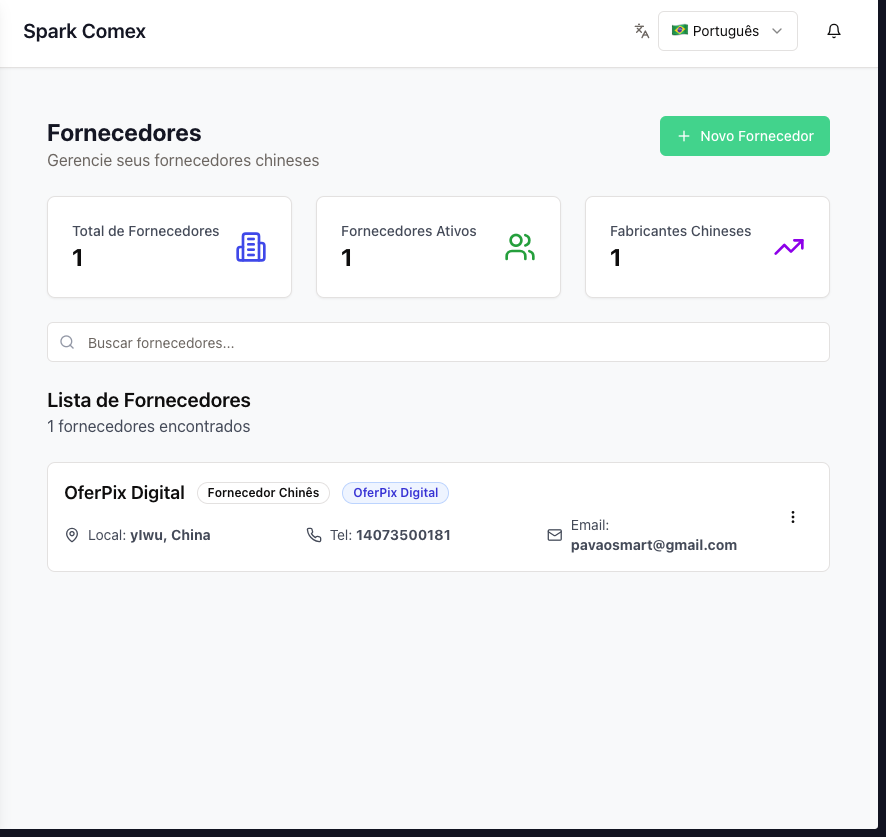 Spark Comex
Português
Fornecedores
Gerencie seus fornecedores chineses
Novo Fornecedor
Total de Fornecedores
1
Fornecedores Ativos
1
Fabricantes Chineses
1
Buscar fornecedores...
Lista de Fornecedores
1 fornecedores encontrados
OferPix Digital Fornecedor Chinês OferPix Digital
Local: yIwu, China
Tel: 14073500181
Email:
pavaosmart@gmail.com